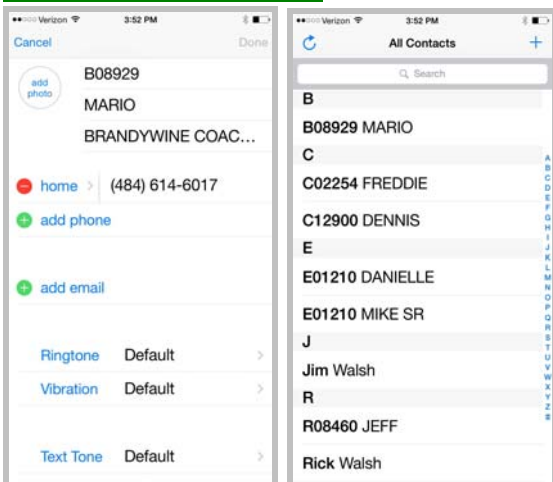 Verizon 3:52 PM
Cancel Done
add photo
B08929
MARIO
BRANDYWINE COAC...
home (484) 614-6017
add phone
add email
Ringtone Default
Vibration Default
Text Tone Default
Verizon 3:52 PM
All Contacts +
Search
B
B08929 MARIO
C
C02254 FREDDIE
C12900 DENNIS
E
E01210 DANIELLE
E01210 MIKE SR
J
Jim Walsh
R
R08460 JEFF
Rick Walsh
A
B
C
D
E
F
G
H
I
J
K
L
M
N
O
P
Q
R
S
T
U
V
W
X
Y
Z
#